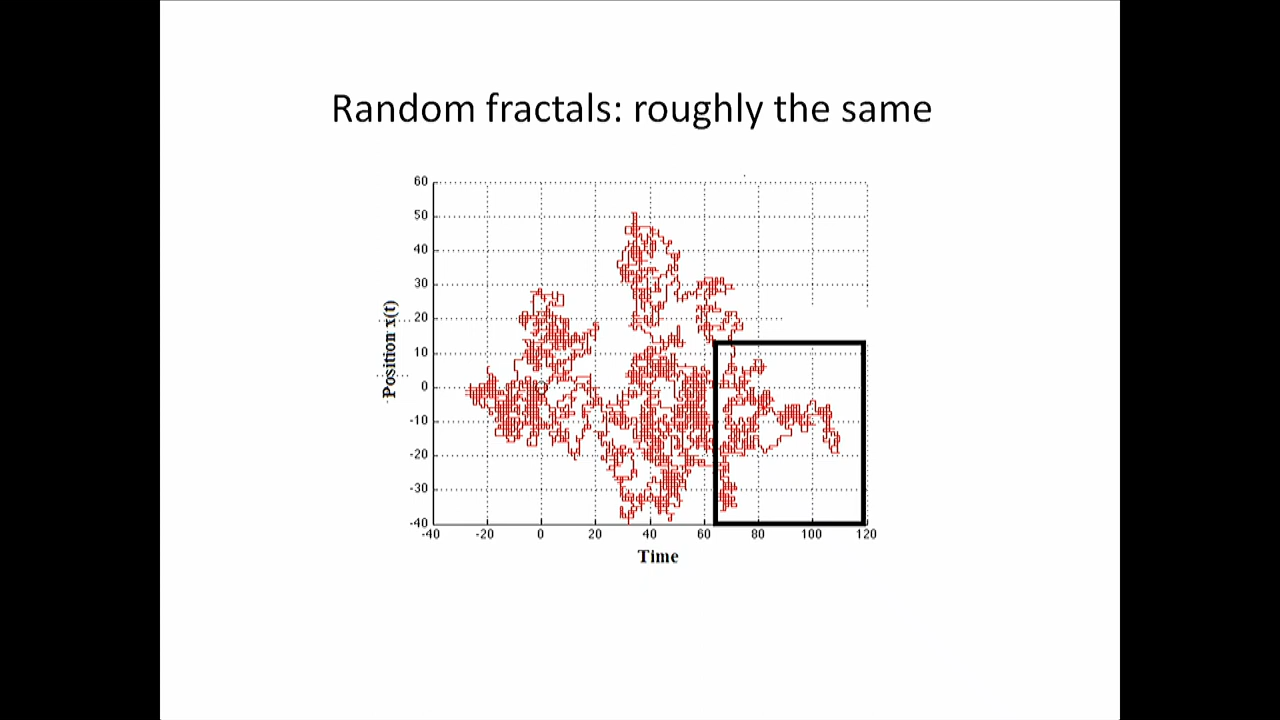 Random fractals: roughly the same
60
50
40
30
20
10
0
-10
-20
-30
-40
Position x(t)
-40 -20 0 20 40 60 80 100 120
Time